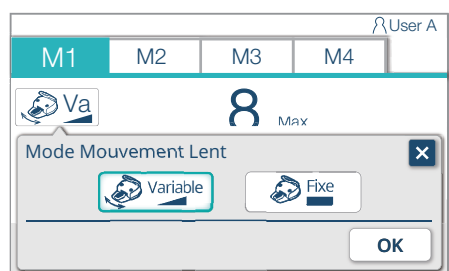 User A
M1 M2 M3 M4
Va 8 Max
Mode Mouvement Lent
Variable Fixe
OK